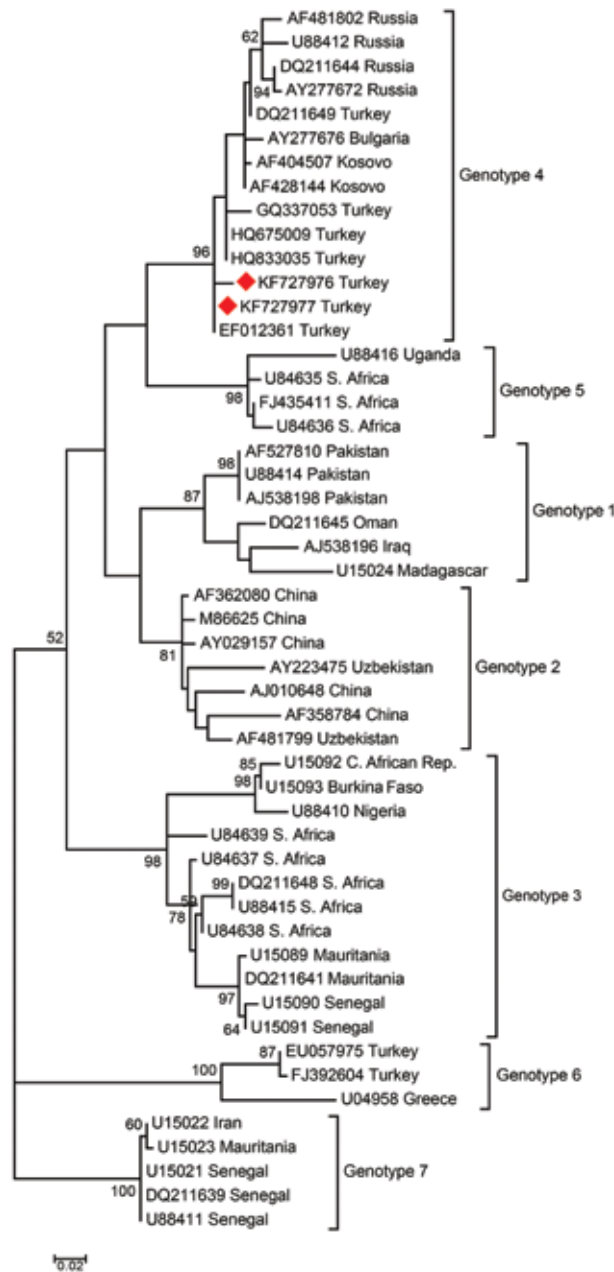 AF481802 Russia
62
U88412 Russia
DQ211644 Russia
94
AY277672 Russia
DQ211649 Turkey
AY277676 Bulgaria
AF404507 Kosovo
Genotype 4
AF428144 Kosovo
GQ337053 Turkey
HQ675009 Turkey
96
HQ833035 Turkey
KF727976 Turkey
KF727977 Turkey
EF012361 Turkey
U88416 Uganda
U84635 S. Africa
Genotype 5
98
FJ435411 S. Africa
U84636 S. Africa
AF527810 Pakistan
98
U88414 Pakistan
87
AJ538198 Pakistan
Genotype 1
DQ211645 Oman
AJ538196 Iraq
U15024 Madagascar
AF362080 China
M86625 China
52
AY029157 China
81
AY223475 Uzbekistan
Genotype 2
AJ010648 China
AF358784 China
AF481799 Uzbekistan
85
U15092 C. African Rep.
98
U15093 Burkina Faso
U88410 Nigeria
U84639 S. Africa
98
U84637 S. Africa
99
DQ211648 S. Africa
59
U88415 S. Africa
Genotype 3
78
U84638 S. Africa
U15089 Mauritania
DQ211641 Mauritania
97
U15090 Senegal
64
U15091 Senegal
87
EU057975 Turkey
100
FJ392604 Turkey
Genotype 6
U04958 Greece
60
U15022 Iran
U15023 Mauritania
U15021 Senegal
Genotype 7
100
DQ211639 Senegal
U88411 Senegal
0.02